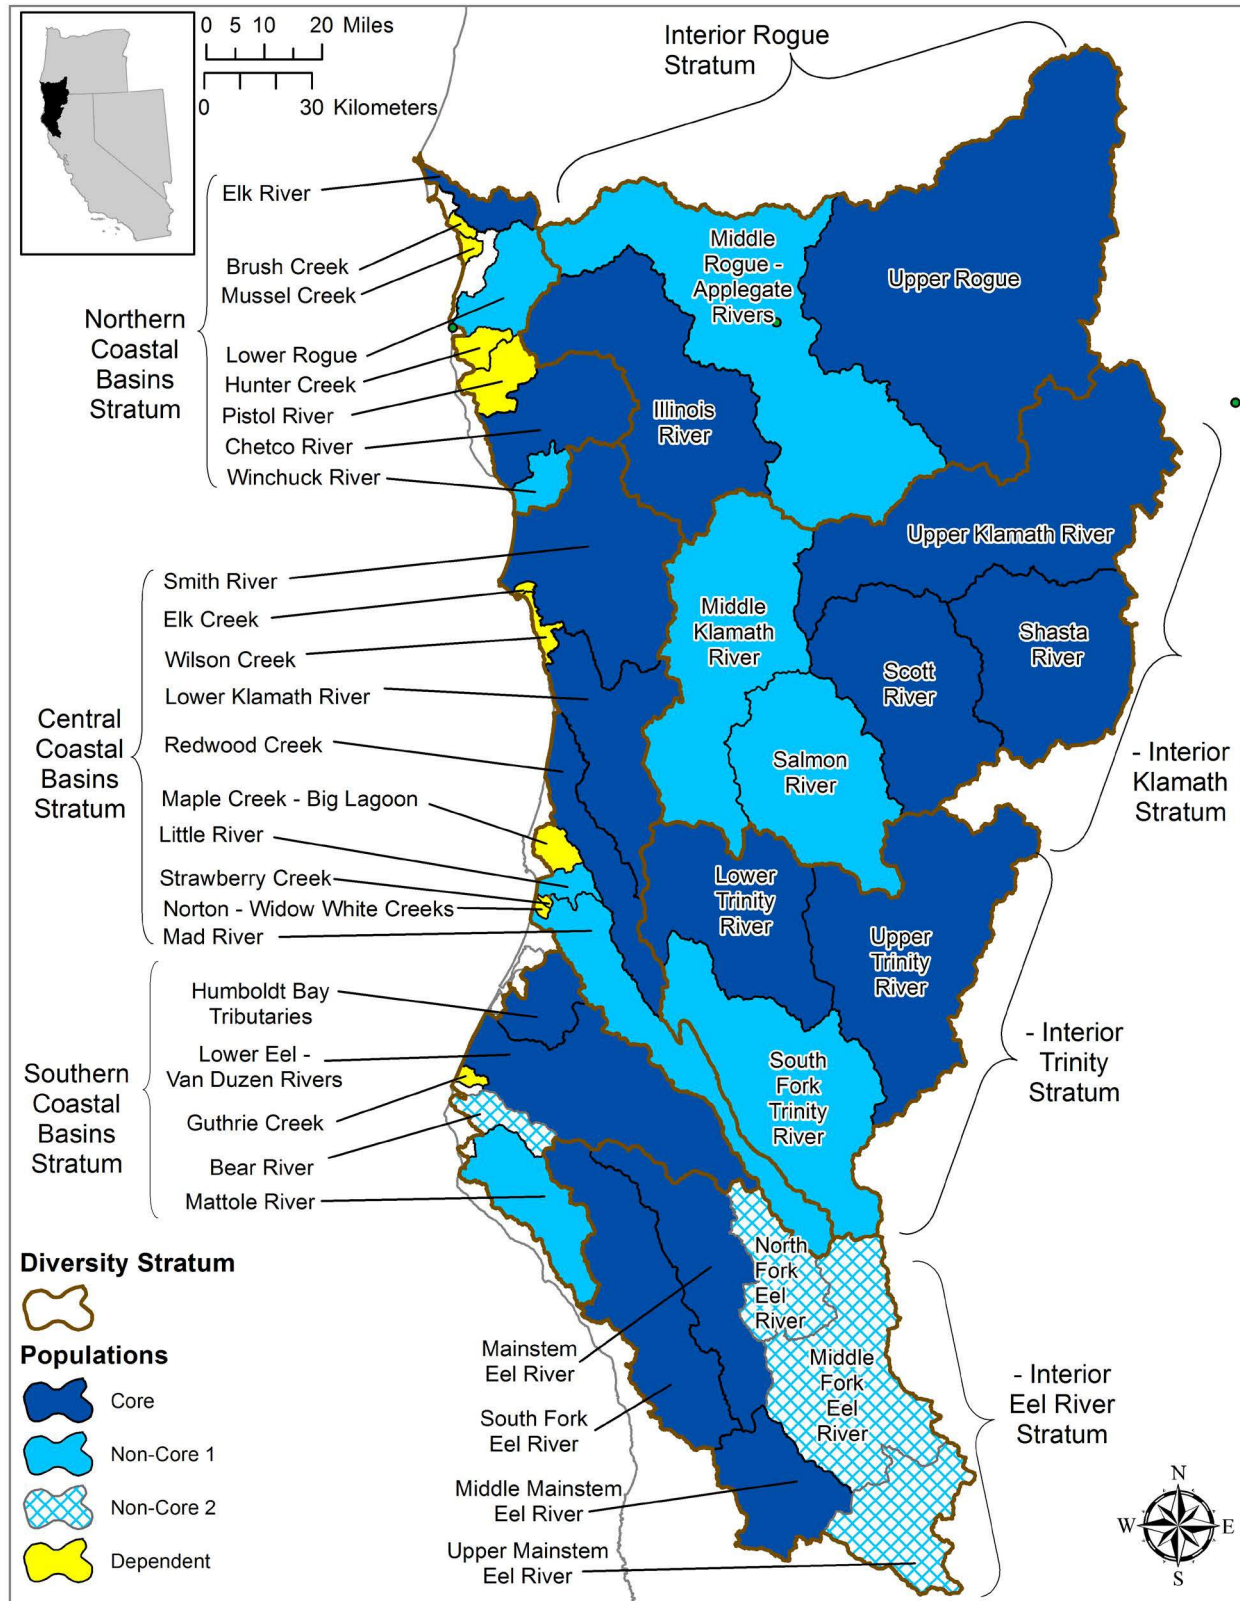 0 5 10 20 Miles
0 30 Kilometers
Interior Rogue
Stratum
Northern
Coastal
Basins
Stratum
Elk River
Brush Creek
Mussel Creek
Lower Rogue
Hunter Creek
Pistol River
Chetco River
Winchuck River
Middle
Rogue -
Applegate
Rivers
Upper Rogue
Illinois
River
Central
Coastal
Basins
Stratum
Smith River
Elk Creek
Wilson Creek
Lower Klamath River
Redwood Creek
Maple Creek - Big Lagoon
Little River
Strawberry Creek
Norton - Widow White Creeks
Mad River
Upper Klamath River
Middle
Klamath
River
Shasta
River
Scott
River
Salmon
River
- Interior
Klamath
Stratum
Lower
Trinity
River
Upper
Trinity
River
South
Fork
Trinity
River
- Interior
Trinity
Stratum
Southern
Coastal
Basins
Stratum
Humboldt Bay
Tributaries
Lower Eel -
Van Duzen Rivers
Guthrie Creek
Bear River
Mattole River
North
Fork
Eel
River
Middle
Fork
Eel
River
Mainstem
Eel River
South Fork
Eel River
Middle Mainstem
Eel River
Upper Mainstem
Eel River
- Interior
Eel River
Stratum
Diversity Stratum
Populations
Core
Non-Core 1
Non-Core 2
Dependent
N
W E
S